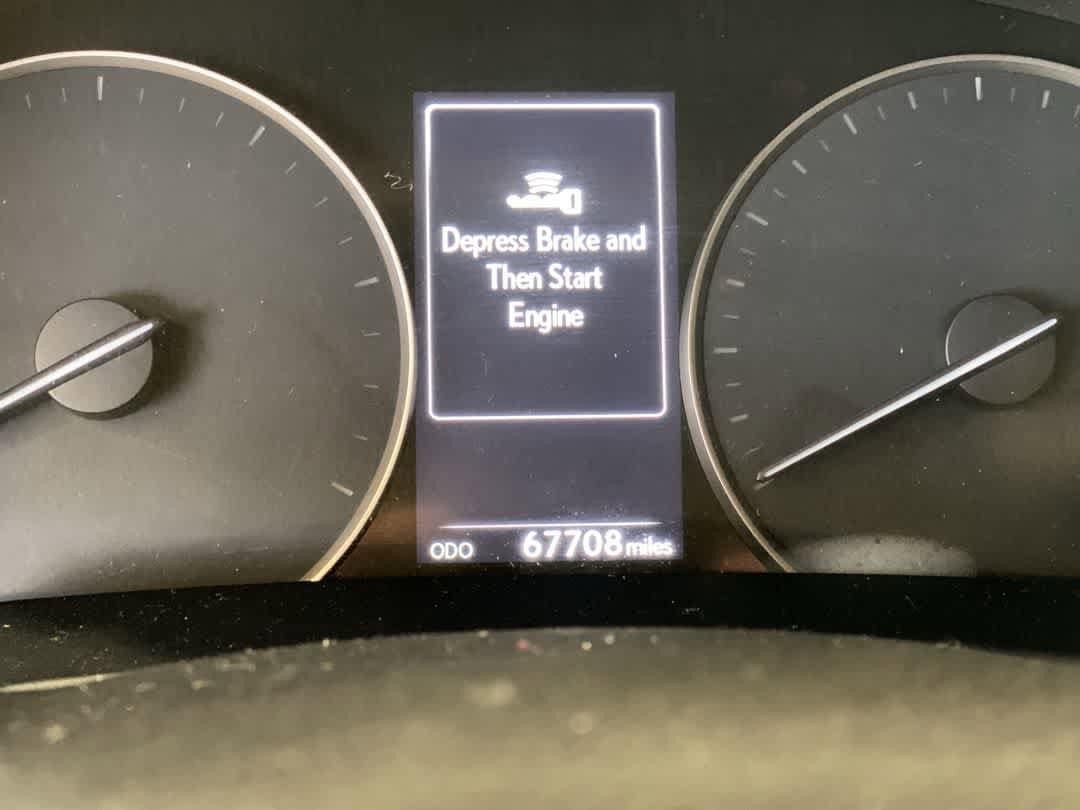 Depress Brake and
Then Start
Engine
ODO 67708 miles